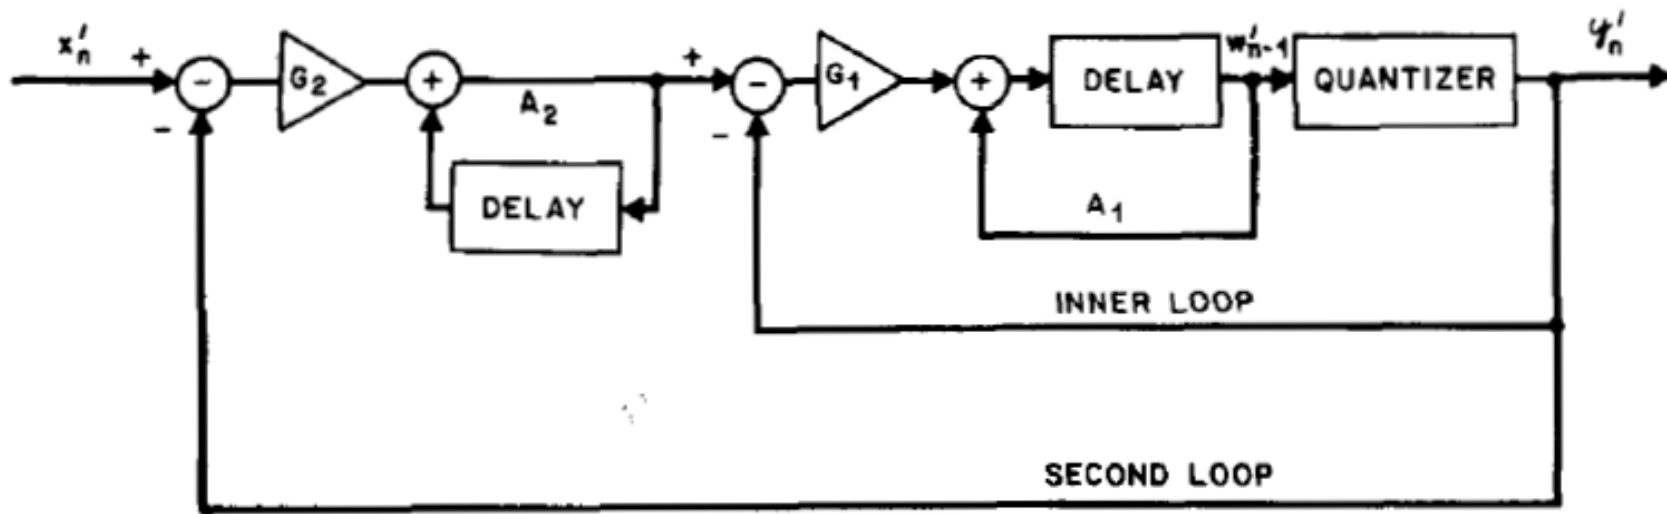 x'n + - G2 + A2 + - G1 + DELAY w'n-1 QUANTIZER y'n
- DELAY - A1
INNER LOOP
SECOND LOOP